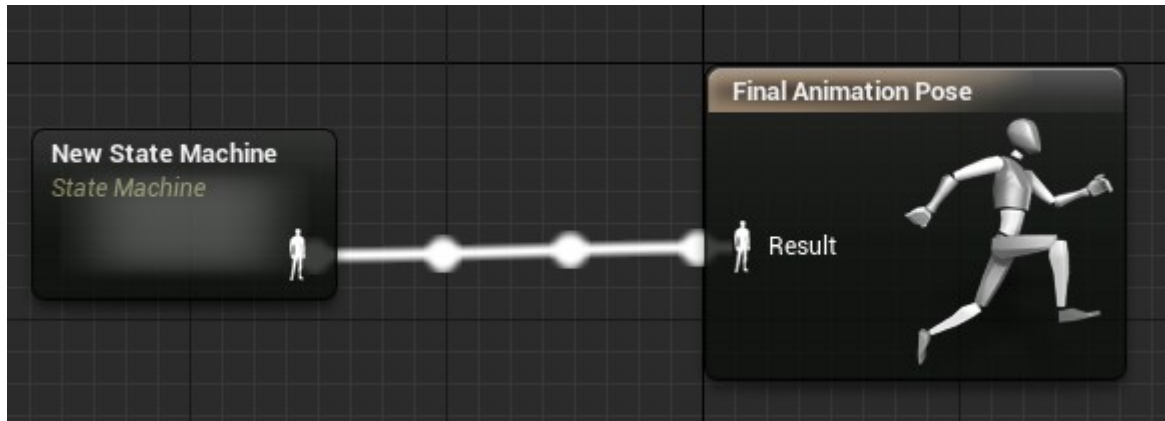 New State Machine
State Machine
Final Animation Pose
Result